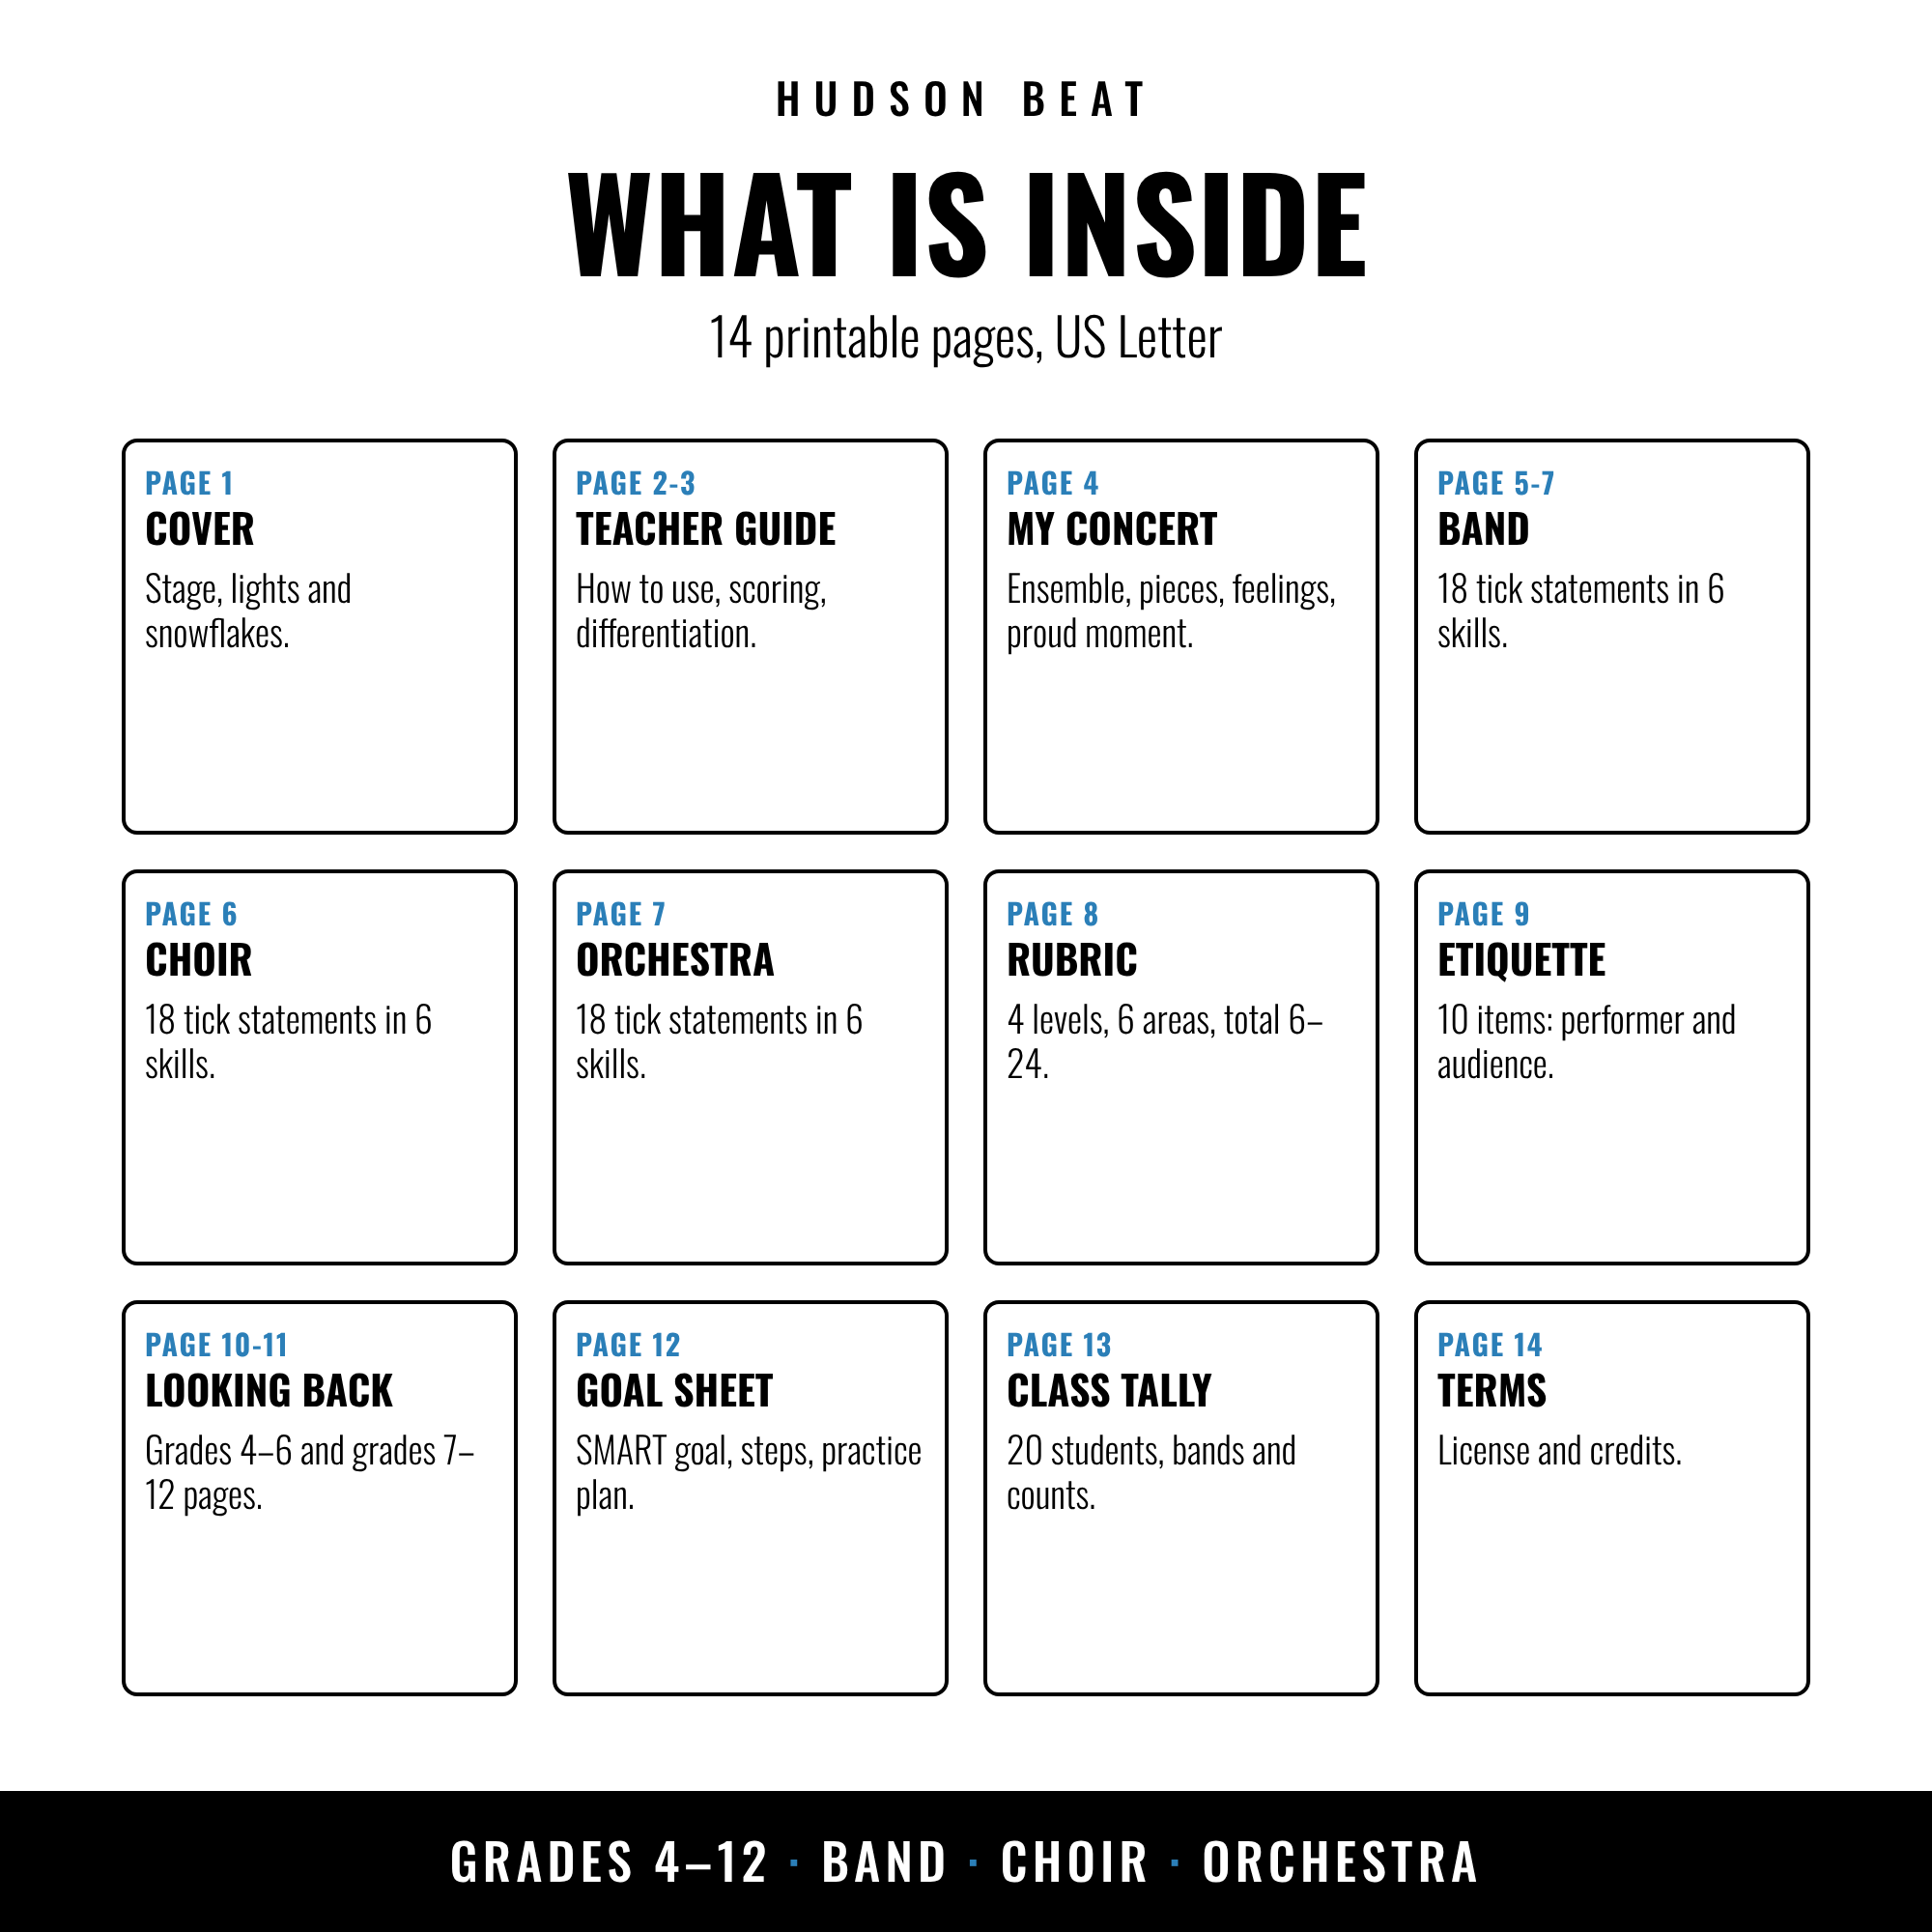 HUDSON BEAT
WHAT IS INSIDE
14 printable pages, US Letter
PAGE 1
COVER
Stage, lights and
snowflakes.
PAGE 2-3
TEACHER GUIDE
How to use, scoring,
differentiation.
PAGE 4
MY CONCERT
Ensemble, pieces, feelings,
proud moment.
PAGE 5-7
BAND
18 tick statements in 6
skills.
PAGE 6
CHOIR
18 tick statements in 6
skills.
PAGE 7
ORCHESTRA
18 tick statements in 6
skills.
PAGE 8
RUBRIC
4 levels, 6 areas, total 6–
24.
PAGE 9
ETIQUETTE
10 items: performer and
audience.
PAGE 10-11
LOOKING BACK
Grades 4–6 and grades 7–
12 pages.
PAGE 12
GOAL SHEET
SMART goal, steps, practice
plan.
PAGE 13
CLASS TALLY
20 students, bands and
counts.
PAGE 14
TERMS
License and credits.
GRADES 4–12 · BAND · CHOIR · ORCHESTRA